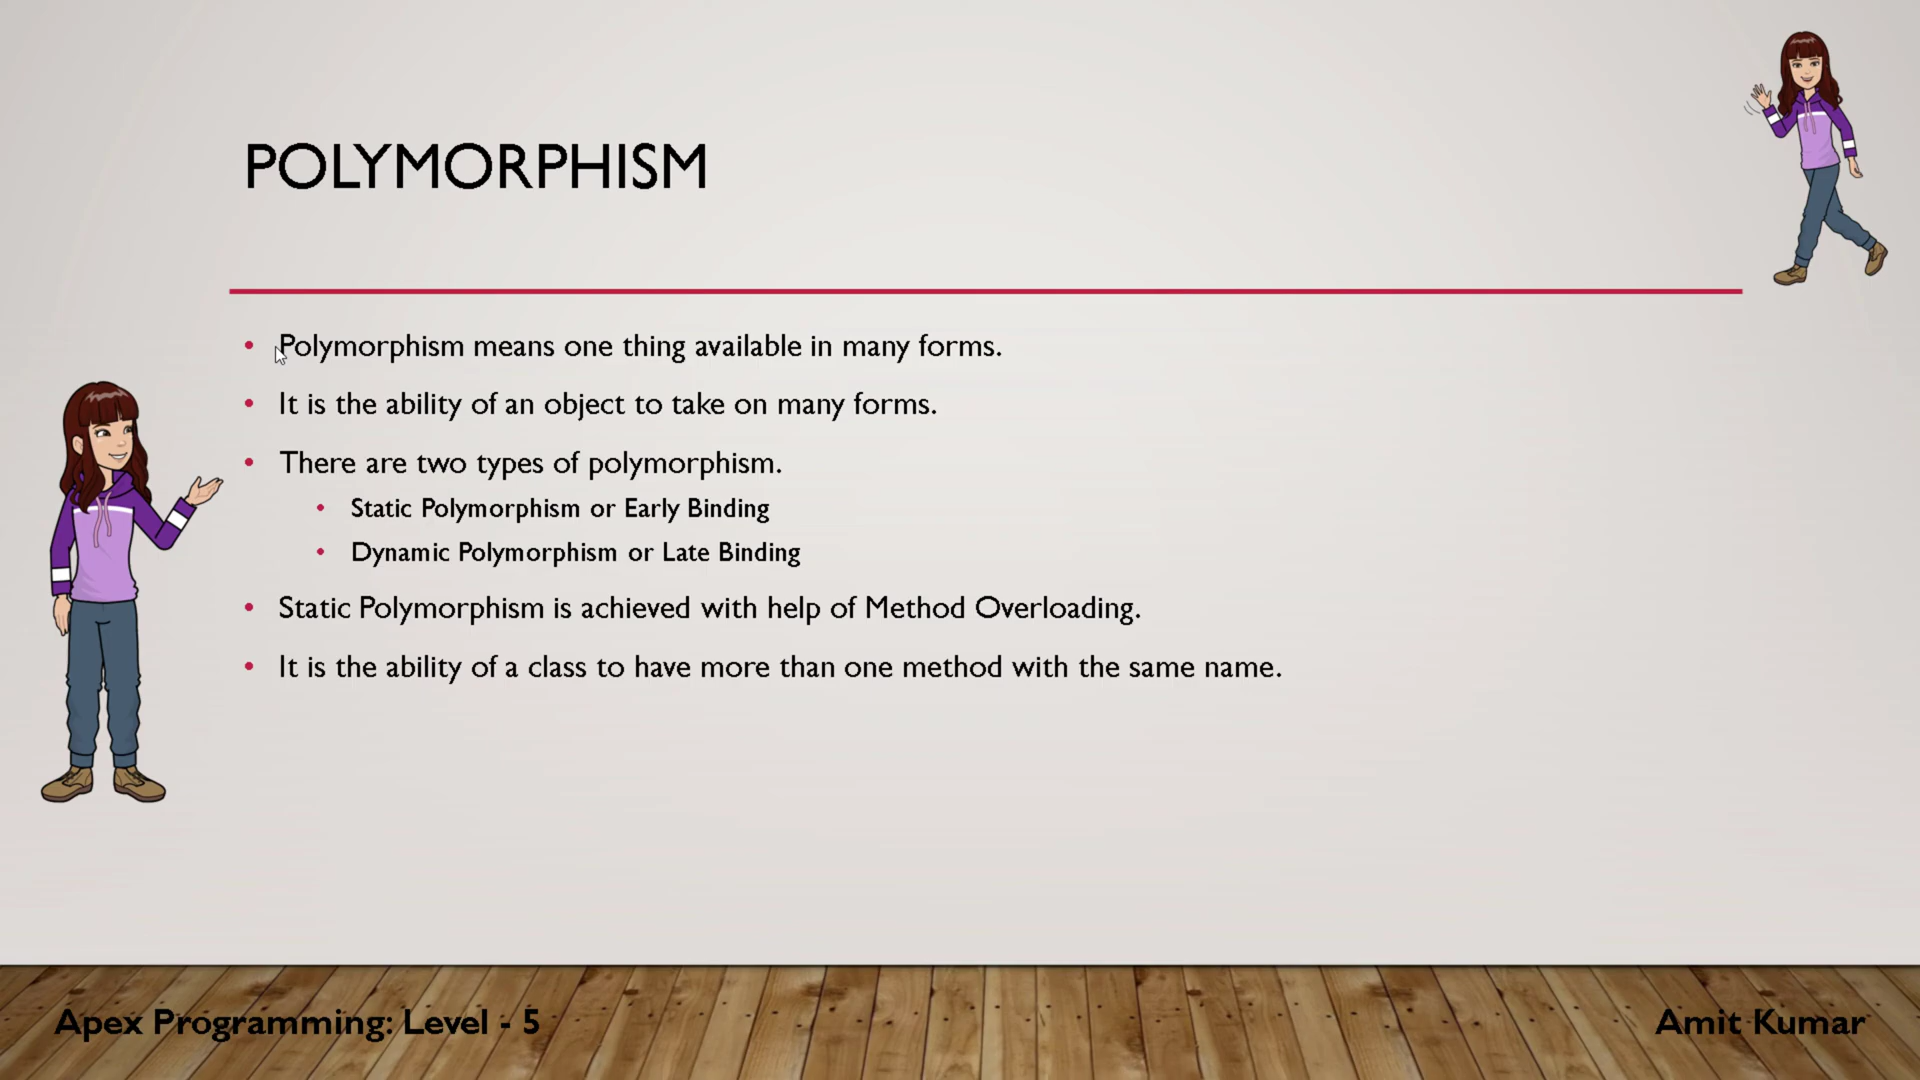 POLYMORPHISM
• Polymorphism means one thing available in many forms.
• It is the ability of an object to take on many forms.
• There are two types of polymorphism.
• Static Polymorphism or Early Binding
• Dynamic Polymorphism or Late Binding
• Static Polymorphism is achieved with help of Method Overloading.
• It is the ability of a class to have more than one method with the same name.
Apex Programming: Level - 5
Amit Kumar